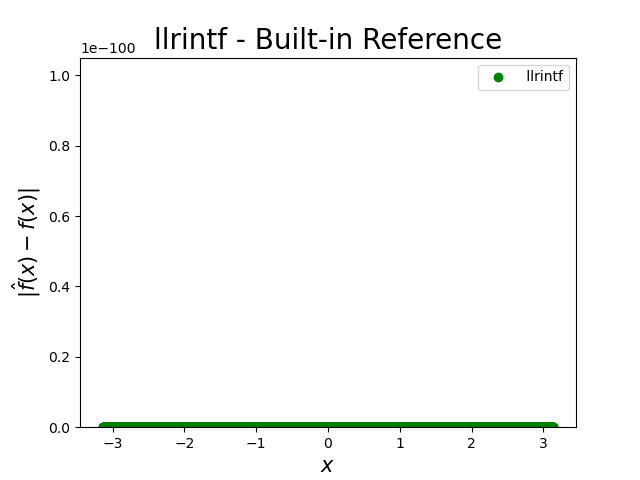 llrintf - Built-in Reference
1e−100
llrintf
1.0
0.8
0.6
0.4
0.2
0.0
|f̂(x) − f(x)|
−3
−2
−1
0
1
2
3
x